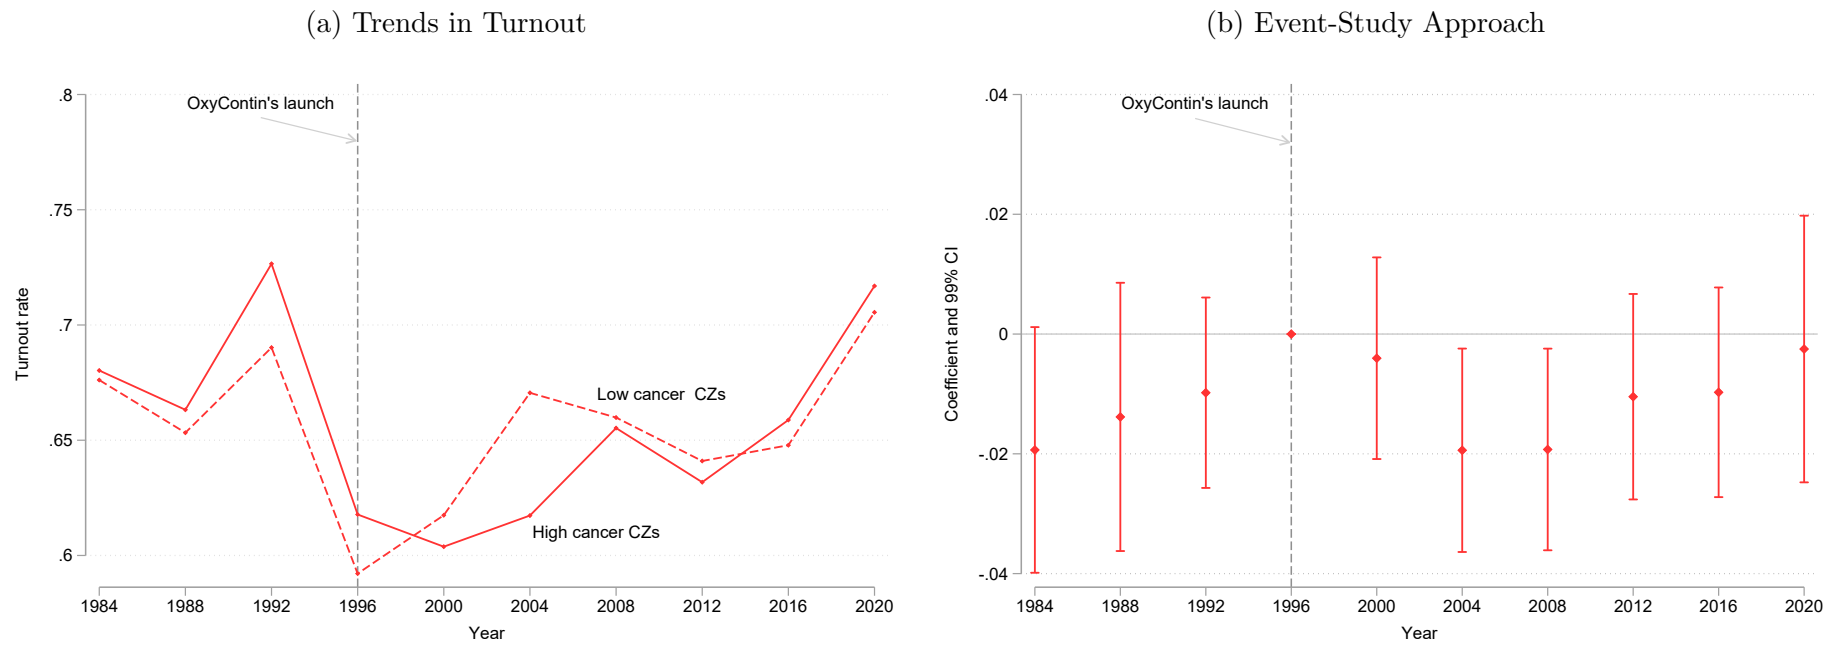 (a) Trends in Turnout
OxyContin's launch
.8
.75
.7
.65
.6
Turnout rate
Low cancer CZs
High cancer CZs
1984 1988 1992 1996 2000 2004 2008 2012 2016 2020
Year
(b) Event-Study Approach
OxyContin's launch
.04
.02
0
-.02
-.04
Coefficient and 99% CI
1984 1988 1992 1996 2000 2004 2008 2012 2016 2020
Year